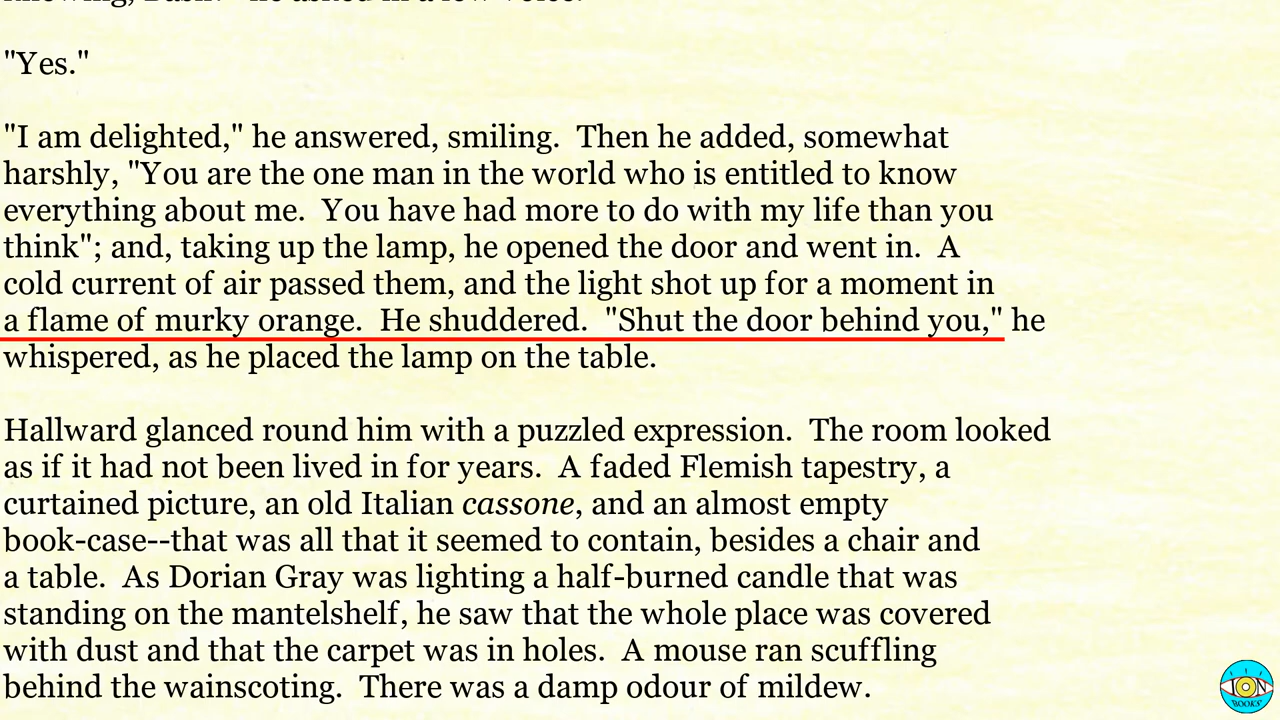 "Yes."
"I am delighted," he answered, smiling.  Then he added, somewhat
harshly, "You are the one man in the world who is entitled to know
everything about me.  You have had more to do with my life than you
think"; and, taking up the lamp, he opened the door and went in.  A
cold current of air passed them, and the light shot up for a moment in
a flame of murky orange.  He shuddered.  "Shut the door behind you," he
whispered, as he placed the lamp on the table.
Hallward glanced round him with a puzzled expression.  The room looked
as if it had not been lived in for years.  A faded Flemish tapestry, a
curtained picture, an old Italian cassone, and an almost empty
book-case--that was all that it seemed to contain, besides a chair and
a table.  As Dorian Gray was lighting a half-burned candle that was
standing on the mantelshelf, he saw that the whole place was covered
with dust and that the carpet was in holes.  A mouse ran scuffling
behind the wainscoting.  There was a damp odour of mildew.
ION
BOOKS